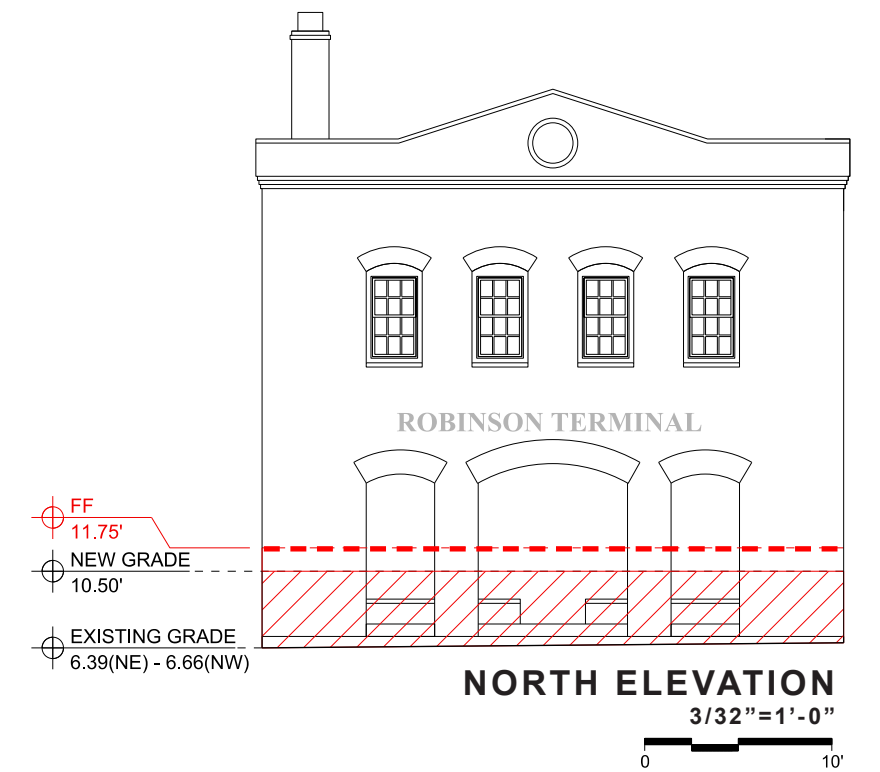 ROBINSON TERMINAL
FF
11.75'
NEW GRADE
10.50'
EXISTING GRADE
6.39(NE) - 6.66(NW)
NORTH ELEVATION
3/32”=1’-0”
0 10'